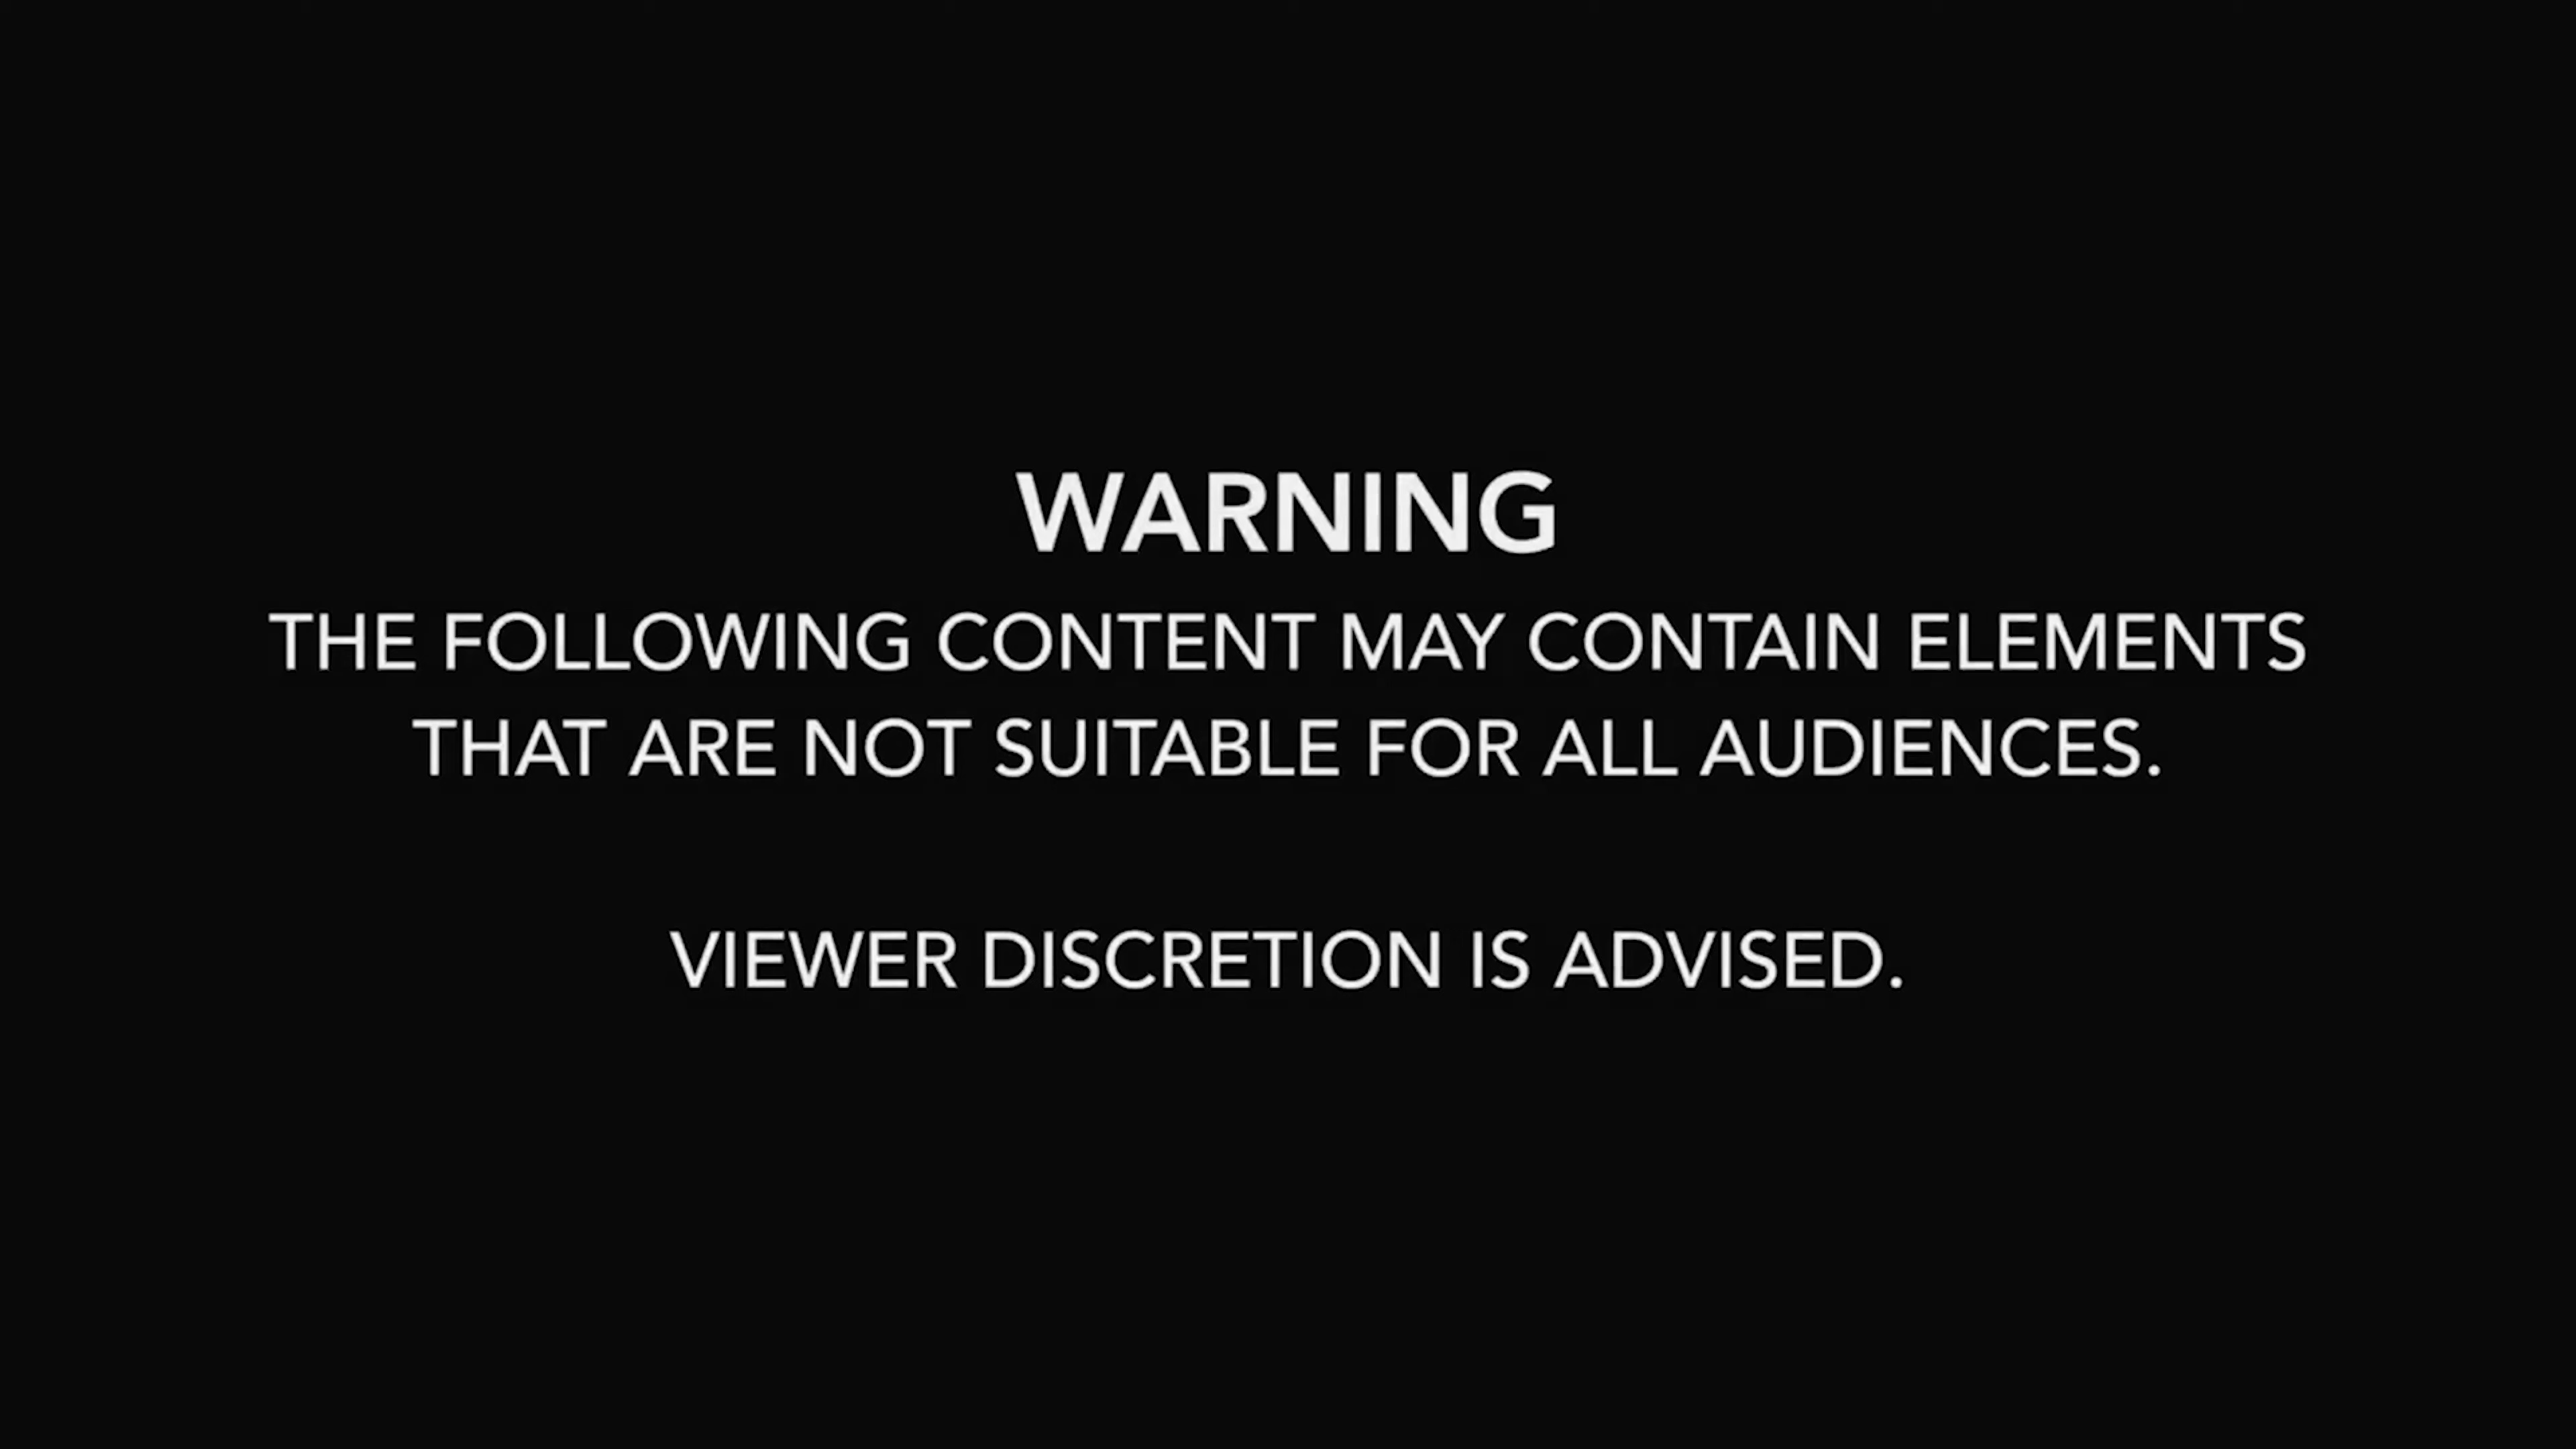 WARNING
THE FOLLOWING CONTENT MAY CONTAIN ELEMENTS
THAT ARE NOT SUITABLE FOR ALL AUDIENCES.
VIEWER DISCRETION IS ADVISED.